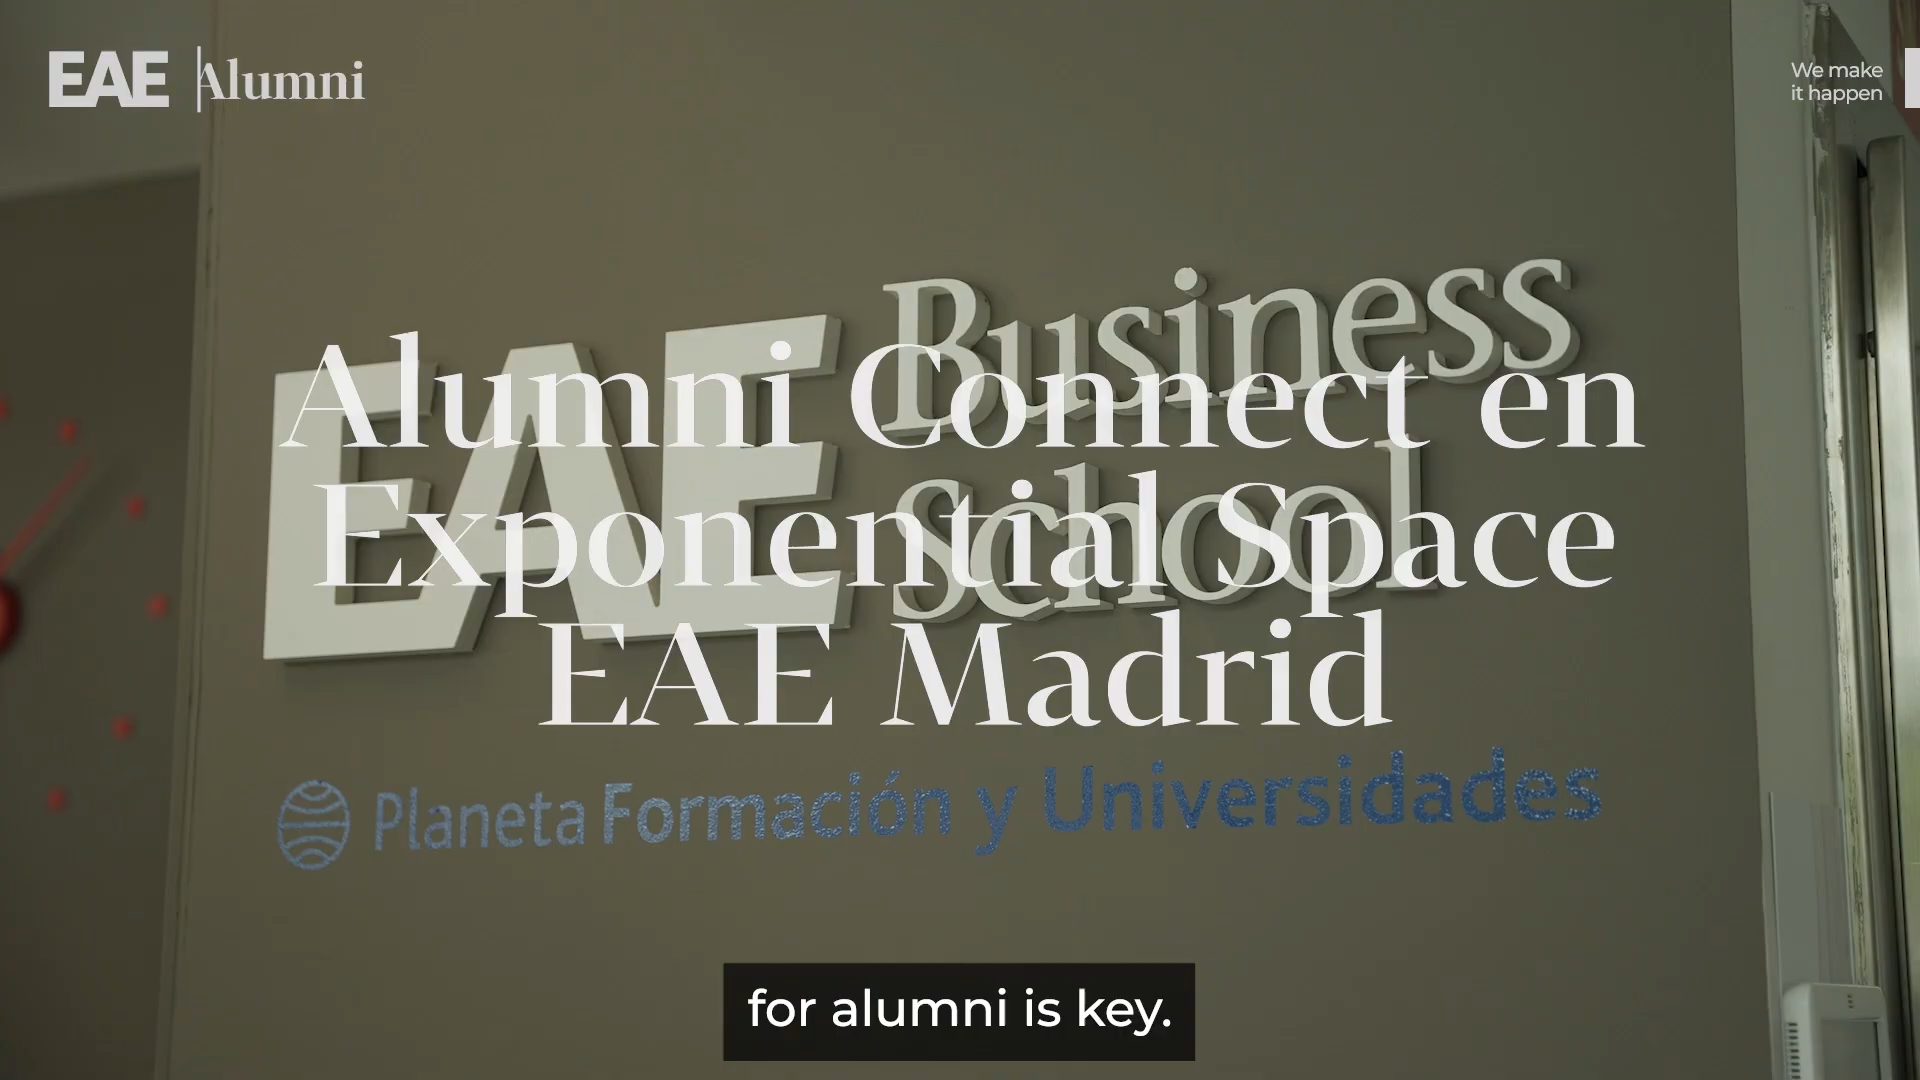 EAE Alumni
We make
it happen
EAE Business
School
Alumni Connect en
Exponential Space
EAE Madrid
Planeta Formación y Universidades
for alumni is key.